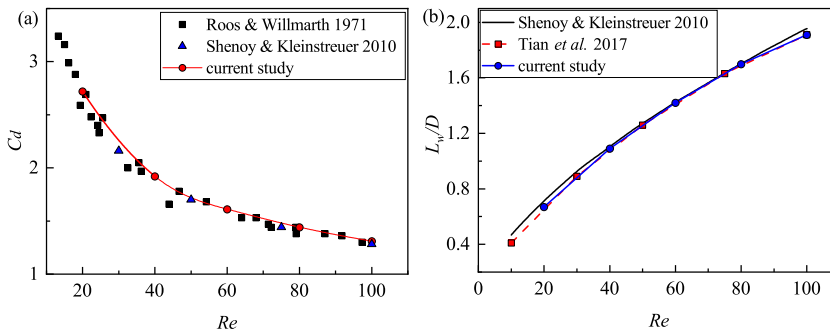 (a)
Roos & Willmarth 1971
Shenoy & Kleinstreuer 2010
current study
3
2
1
Cd
20 40 60 80 100
Re
(b)
Shenoy & Kleinstreuer 2010
Tian et al. 2017
current study
2.0
1.6
1.2
0.8
0.4
Lw/D
0 20 40 60 80 100
Re